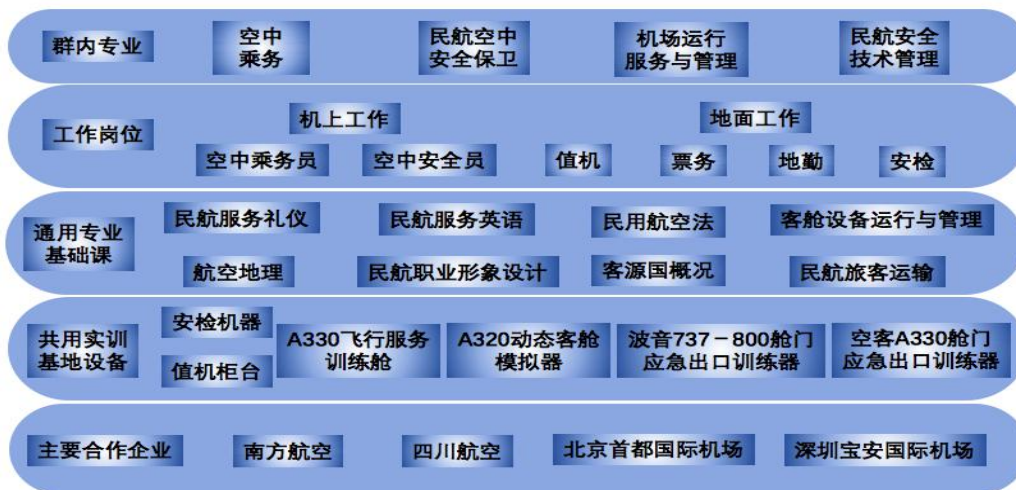 群内专业
空中
乘务
民航空中
安全保卫
机场运行
服务与管理
民航安全
技术管理
工作岗位
机上工作
地面工作
空中乘务员
空中安全员
值机
票务
地勤
安检
通用专业
基础课
民航服务礼仪
民航服务英语
民用航空法
客舱设备运行与管理
航空地理
民航职业形象设计
客源国概况
民航旅客运输
共用实训
基地设备
安检机器
值机柜台
A330飞行服务
训练舱
A320动态客舱
模拟器
波音737－800舱门
应急出口训练器
空客A330舱门
应急出口训练器
主要合作企业
南方航空
四川航空
北京首都国际机场
深圳宝安国际机场